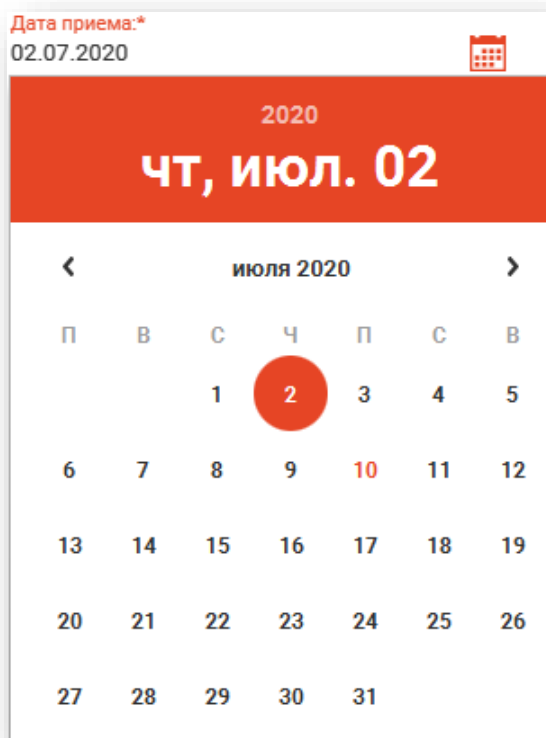 Дата приема:*
02.07.2020
2020
чт, июл. 02
июля 2020
П В С Ч П С В
1 2 3 4 5
6 7 8 9 10 11 12
13 14 15 16 17 18 19
20 21 22 23 24 25 26
27 28 29 30 31